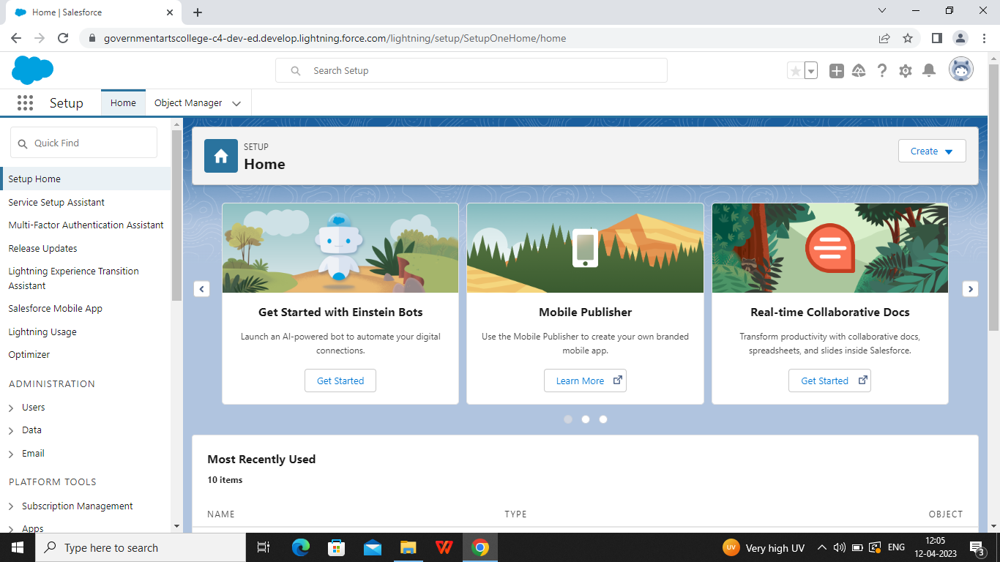 Home | Salesforce
governmentartscollege-c4-dev-ed.develop.lightning.force.com/lightning/setup/SetupOneHome/home
Search Setup
Setup
Home
Object Manager
Quick Find
Setup Home
Service Setup Assistant
Multi-Factor Authentication Assistant
Release Updates
Lightning Experience Transition
Assistant
Salesforce Mobile App
Lightning Usage
Optimizer
ADMINISTRATION
Users
Data
Email
PLATFORM TOOLS
Subscription Management
Apps
SETUP
Home
Create
Get Started with Einstein Bots
Launch an AI-powered bot to automate your digital
connections.
Get Started
Mobile Publisher
Use the Mobile Publisher to create your own branded
mobile app.
Learn More
Real-time Collaborative Docs
Transform productivity with collaborative docs,
spreadsheets, and slides inside Salesforce.
Get Started
Most Recently Used
10 items
NAME
TYPE
OBJECT
Type here to search
UV
Very high UV
ENG
12:05
12-04-2023
3